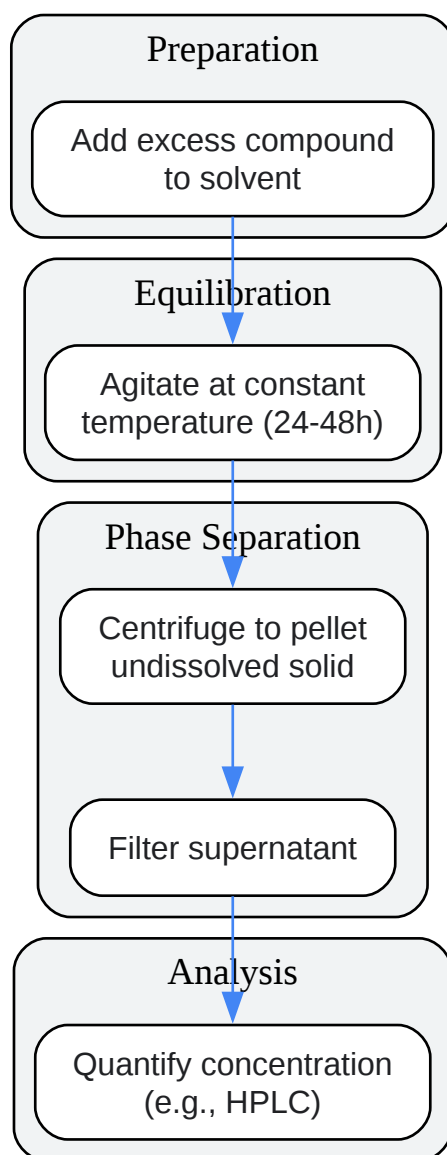 Preparation
Add excess compound
to solvent
Equilibration
Agitate at constant
temperature (24-48h)
Phase Separation
Centrifuge to pellet
undissolved solid
Filter supernatant
Analysis
Quantify concentration
(e.g., HPLC)